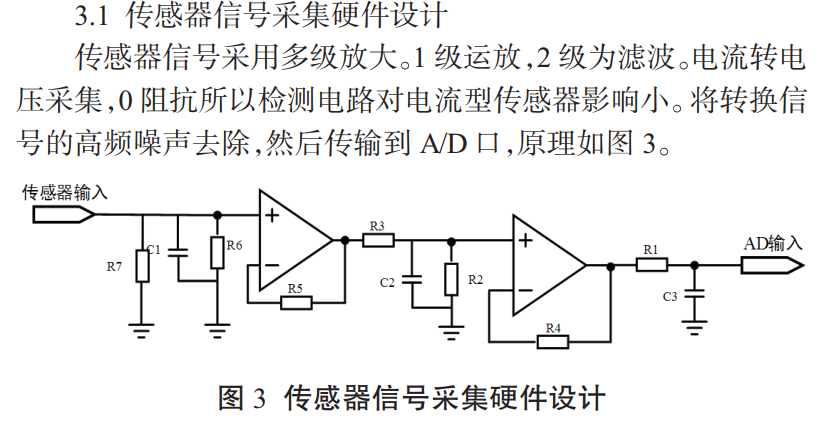 3.1 传感器信号采集硬件设计
传感器信号采用多级放大。1 级运放,2 级为滤波。电流转电
压采集,0 阻抗所以检测电路对电流型传感器影响小。将转换信
号的高频噪声去除,然后传输到 A/D 口,原理如图 3。
传感器输入
R7
C1
R6
+
−
R5
R3
C2
R2
+
−
R4
R1
C3
AD输入
图 3 传感器信号采集硬件设计